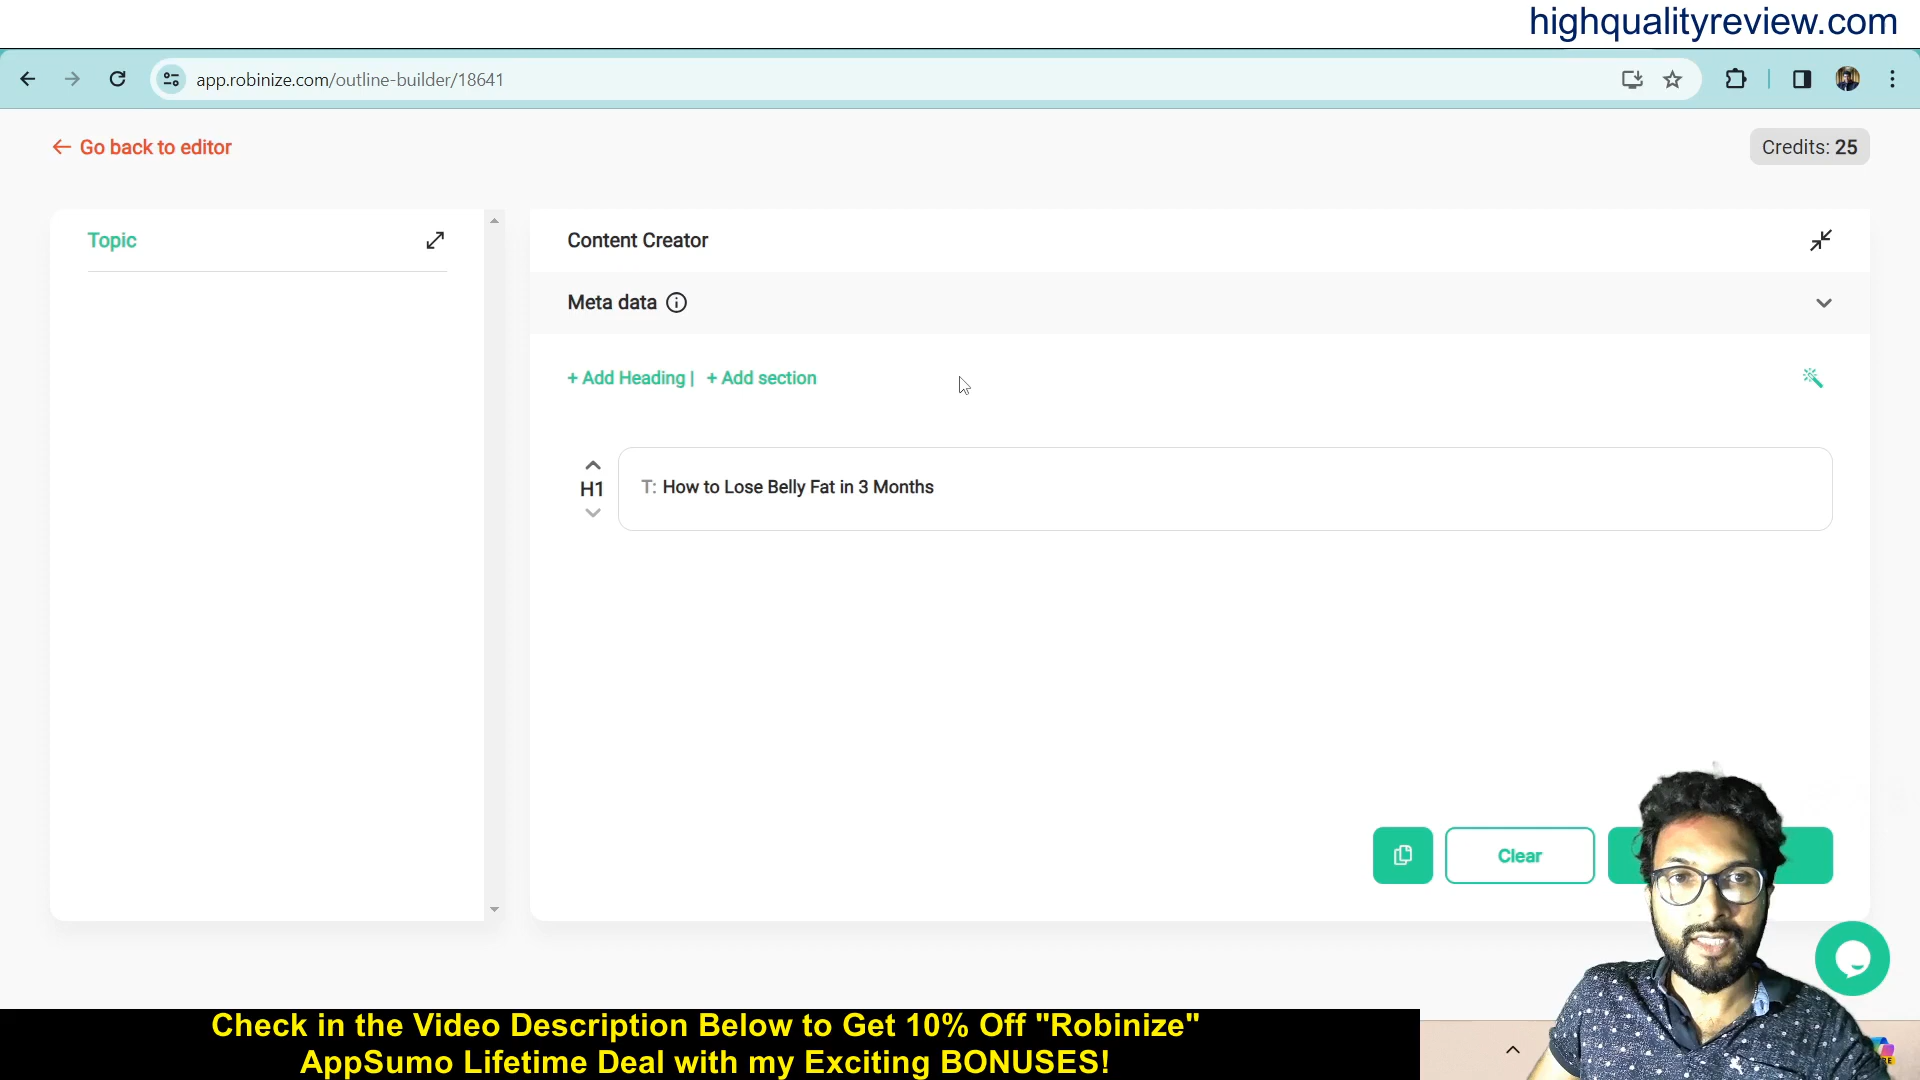 highqualityreview.com
app.robinize.com/outline-builder/18641
Go back to editor
Credits: 25
Topic
Content Creator
Meta data
+ Add Heading | + Add section
H1
T: How to Lose Belly Fat in 3 Months
Clear
Check in the Video Description Below to Get 10% Off "Robinize"
AppSumo Lifetime Deal with my Exciting BONUSES!